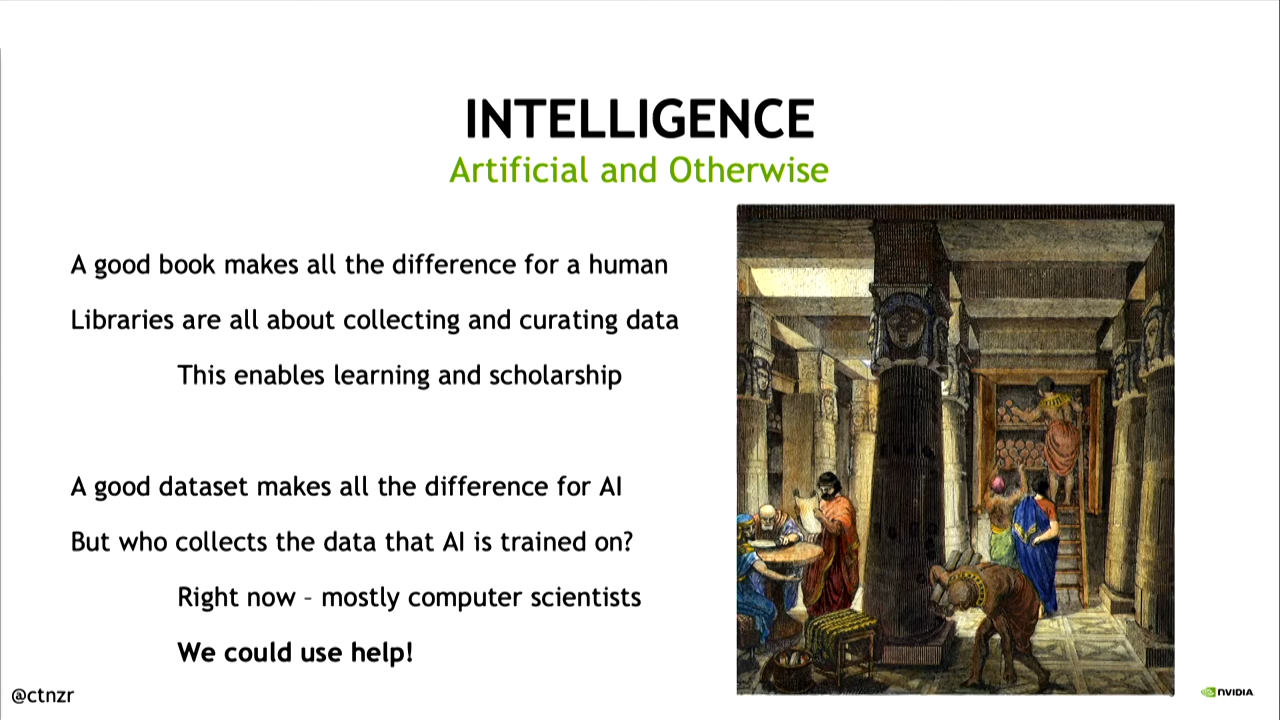 INTELLIGENCE
Artificial and Otherwise
A good book makes all the difference for a human
Libraries are all about collecting and curating data
This enables learning and scholarship
A good dataset makes all the difference for AI
But who collects the data that AI is trained on?
Right now – mostly computer scientists
We could use help!
@ctnzr
NVIDIA